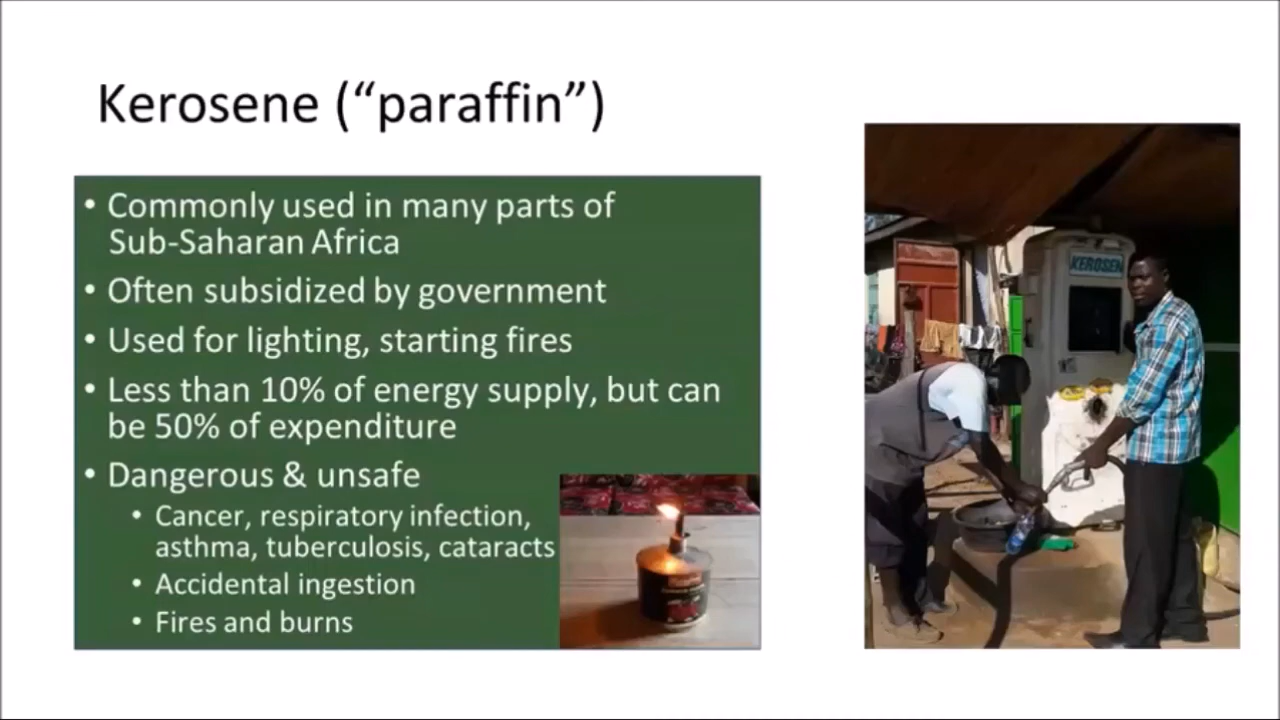 Kerosene (“paraffin”)
• Commonly used in many parts of
Sub-Saharan Africa
• Often subsidized by government
• Used for lighting, starting fires
• Less than 10% of energy supply, but can
be 50% of expenditure
• Dangerous & unsafe
• Cancer, respiratory infection,
asthma, tuberculosis, cataracts
• Accidental ingestion
• Fires and burns
KEROSEN